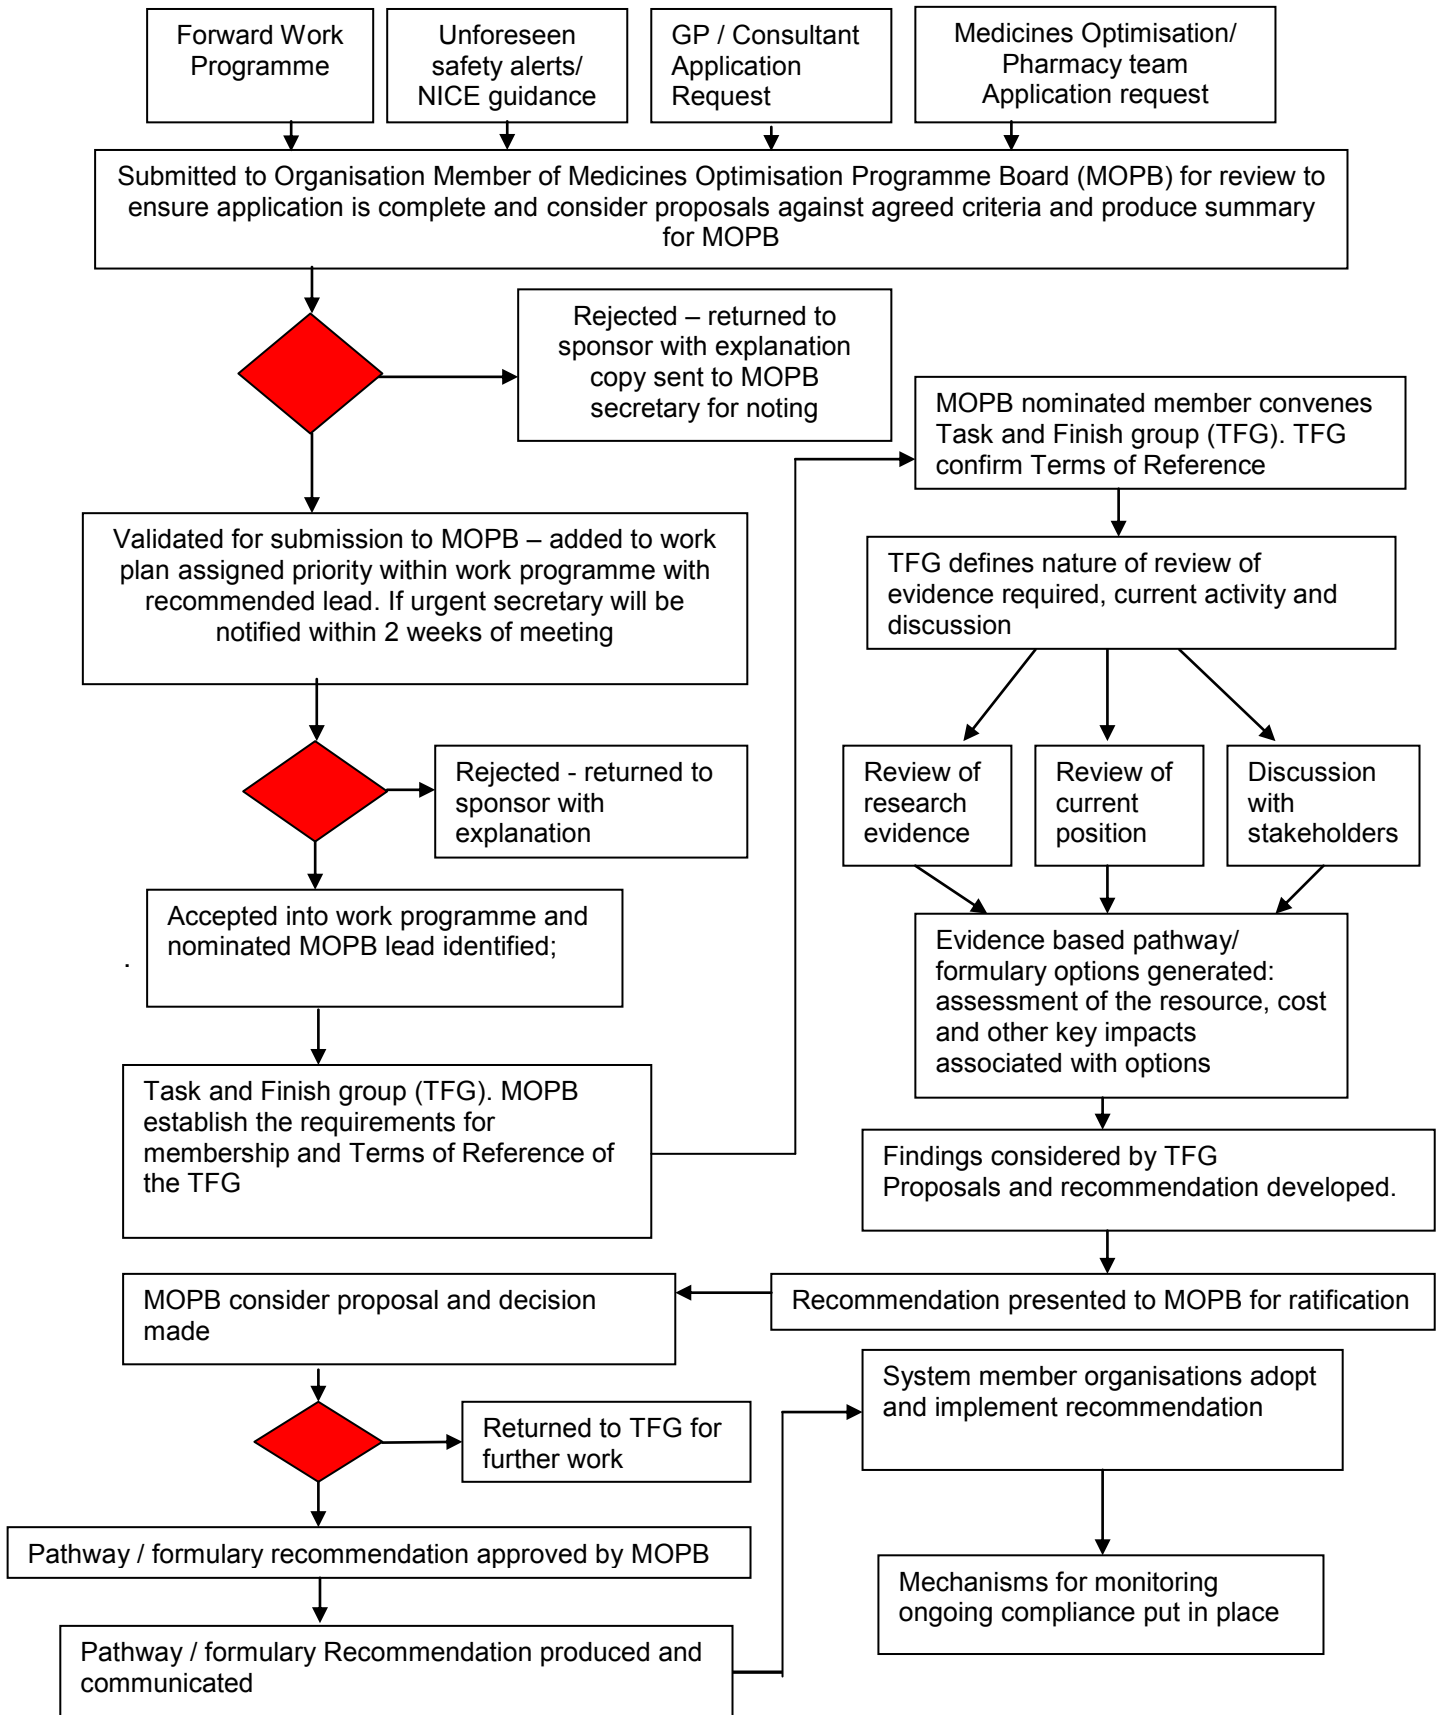 Forward Work
Programme
Unforeseen
safety alerts/
NICE guidance
GP / Consultant
Application
Request
Medicines Optimisation/
Pharmacy team
Application request
Submitted to Organisation Member of Medicines Optimisation Programme Board (MOPB) for review to
ensure application is complete and consider proposals against agreed criteria and produce summary
for MOPB
Rejected – returned to
sponsor with explanation
copy sent to MOPB
secretary for noting
Validated for submission to MOPB – added to work
plan assigned priority within work programme with
recommended lead. If urgent secretary will be
notified within 2 weeks of meeting
Rejected - returned to
sponsor with
explanation
Accepted into work programme and
nominated MOPB lead identified;
.
Task and Finish group (TFG). MOPB
establish the requirements for
membership and Terms of Reference of
the TFG
MOPB nominated member convenes
Task and Finish group (TFG). TFG
confirm Terms of Reference
TFG defines nature of review of
evidence required, current activity and
discussion
Review of
research
evidence
Review of
current
position
Discussion
with
stakeholders
Evidence based pathway/
formulary options generated:
assessment of the resource, cost
and other key impacts
associated with options
Findings considered by TFG
Proposals and recommendation developed.
Recommendation presented to MOPB for ratification
MOPB consider proposal and decision
made
Returned to TFG for
further work
Pathway / formulary recommendation approved by MOPB
Pathway / formulary Recommendation produced and
communicated
System member organisations adopt
and implement recommendation
Mechanisms for monitoring
ongoing compliance put in place